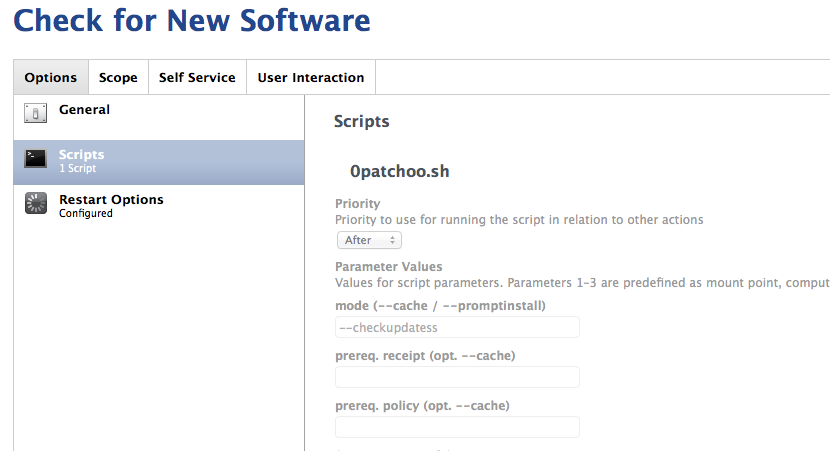 Check for New Software
Options Scope Self Service User Interaction
General
Scripts
1 Script
Restart Options
Configured
Scripts
0patchoo.sh
Priority
Priority to use for running the script in relation to other actions
After
Parameter Values
Values for script parameters. Parameters 1-3 are predefined as mount point, comput
mode (--cache / --promptinstall)
--checkupdatess
prereq. receipt (opt. --cache)
prereq. policy (opt. --cache)